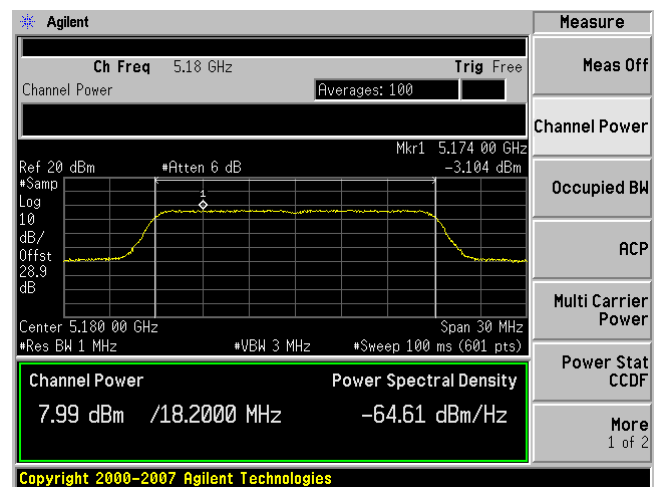 Agilent
Measure
Ch Freq 5.18 GHz Trig Free
Channel Power Averages: 100
Mkr1 5.174 00 GHz
Ref 20 dBm #Atten 6 dB -3.104 dBm
#Samp
Log
10
dB/
Offst
28.9
dB
1
Center 5.180 00 GHz Span 30 MHz
#Res BW 1 MHz #VBW 3 MHz #Sweep 100 ms (601 pts)
Channel Power Power Spectral Density
7.99 dBm /18.2000 MHz -64.61 dBm/Hz
Meas Off
Channel Power
Occupied BW
ACP
Multi Carrier
Power
Power Stat
CCDF
More
1 of 2
Copyright 2000-2007 Agilent Technologies